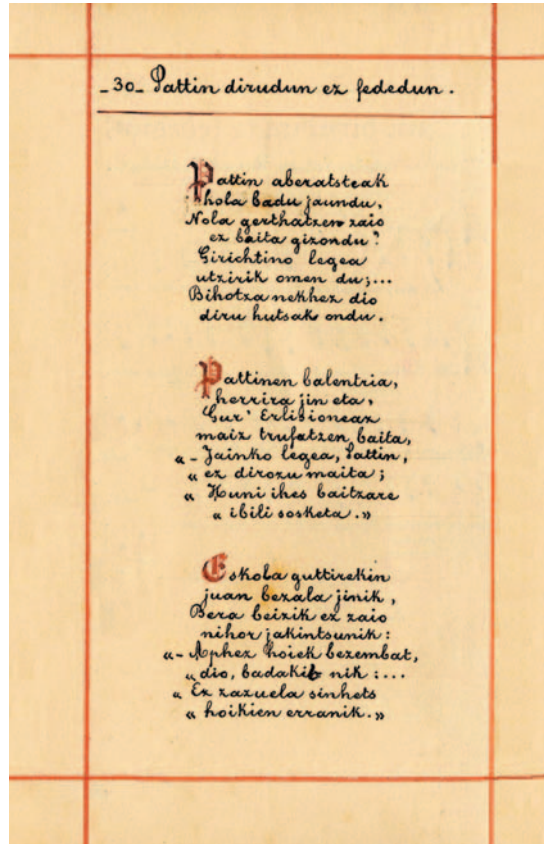 _30_ Pattin dirudun ez fededun.
Pattin aberatsteak
hola badu jaundu,
Nola gerthatzen zaio
ez baita gizondu?
Girichtino legea
utzirik omen du;...
Bihotza nekhez dio
diru hutsak ondu.
Pattinen balentria,
herrira jin eta,
Gur' Erlisioneaz
maiz trufatzen baita,
"- Jainko legea, Pattin,
" ez dirozu maita;
" Huni ihes baitzare
" ibili sosketa."
Eskola guttirekin
juan bezala jinik,
Bera beizik ez zaio
nihor jakintsunik:
"- Aphez hoiek bezembat,
" dio, badakit nik:...
" Ez zazuela sinhets
" hoikien erranik."